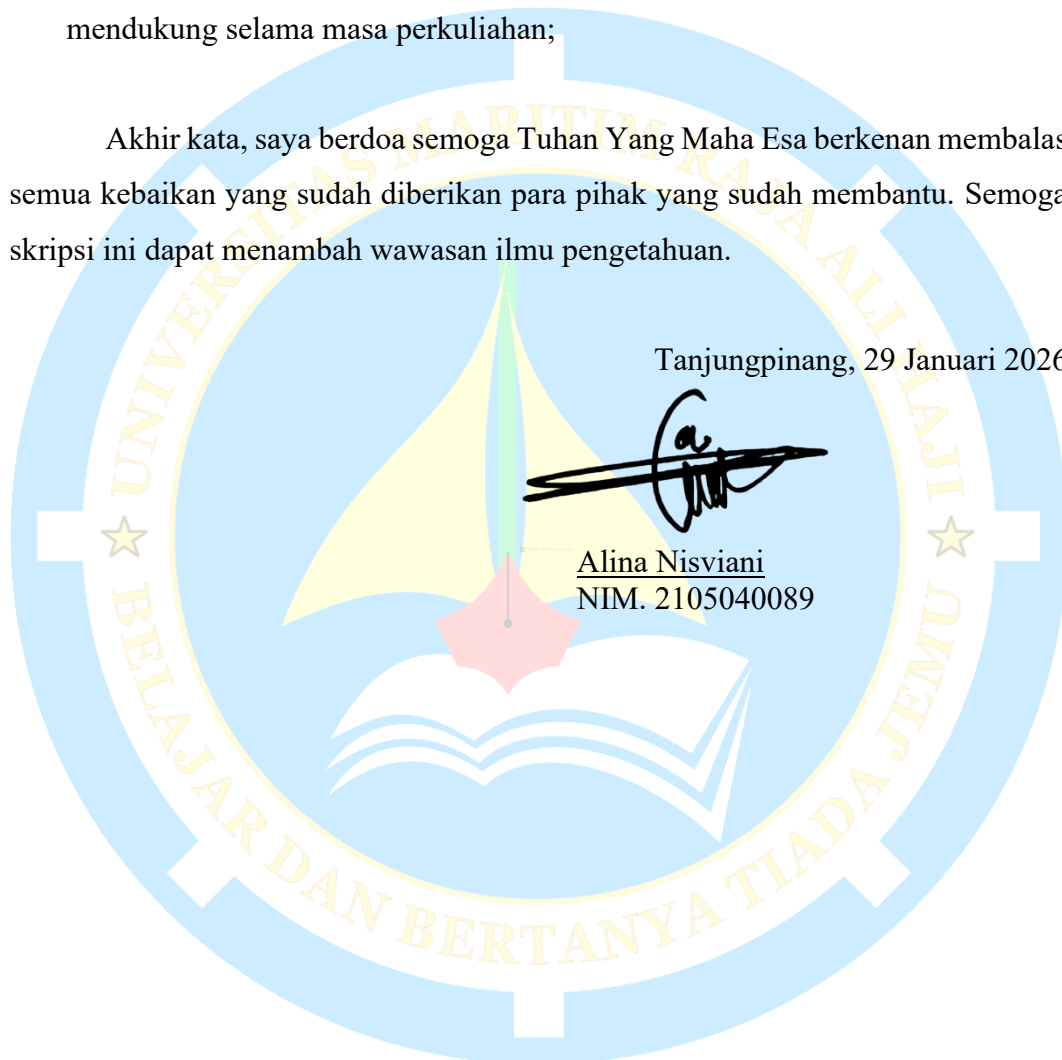 mendukung selama masa perkuliahan;
Akhir kata, saya berdoa semoga Tuhan Yang Maha Esa berkenan membalas
semua kebaikan yang sudah diberikan para pihak yang sudah membantu. Semoga
skripsi ini dapat menambah wawasan ilmu pengetahuan.
Tanjungpinang, 29 Januari 2026
Alina Nisviani
NIM. 2105040089
UNIVERSITAS MARITIM RAJA ALI HAJI
BELAJAR DAN BERTANYA TIADA JEMU